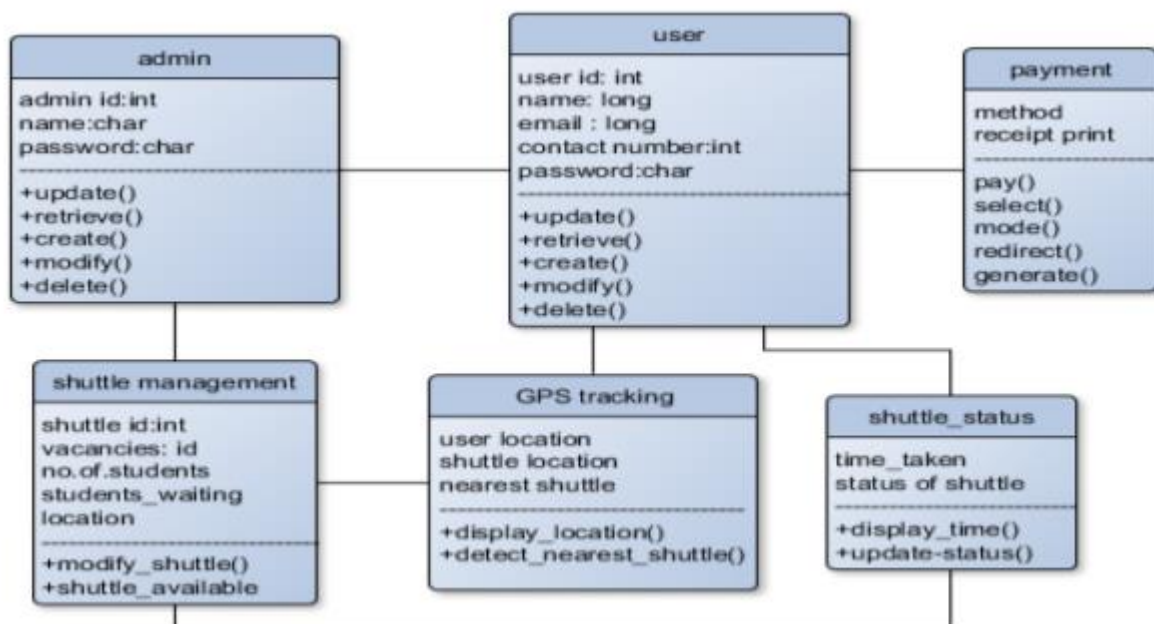 admin
admin id:int
name:char
password:char
+update()
+retrieve()
+create()
+modify()
+delete()
user
user id: int
name: long
email : long
contact number:int
password:char
+update()
+retrieve()
+create()
+modify()
+delete()
payment
method
receipt print
pay()
select()
mode()
redirect()
generate()
shuttle management
shuttle id:int
vacancies: id
no.of.students
students_waiting
location
+modify_shuttle()
+shuttle_available
GPS tracking
user location
shuttle location
nearest shuttle
+display_location()
+detect_nearest_shuttle()
shuttle_status
time_taken
status of shuttle
+display_time()
+update-status()